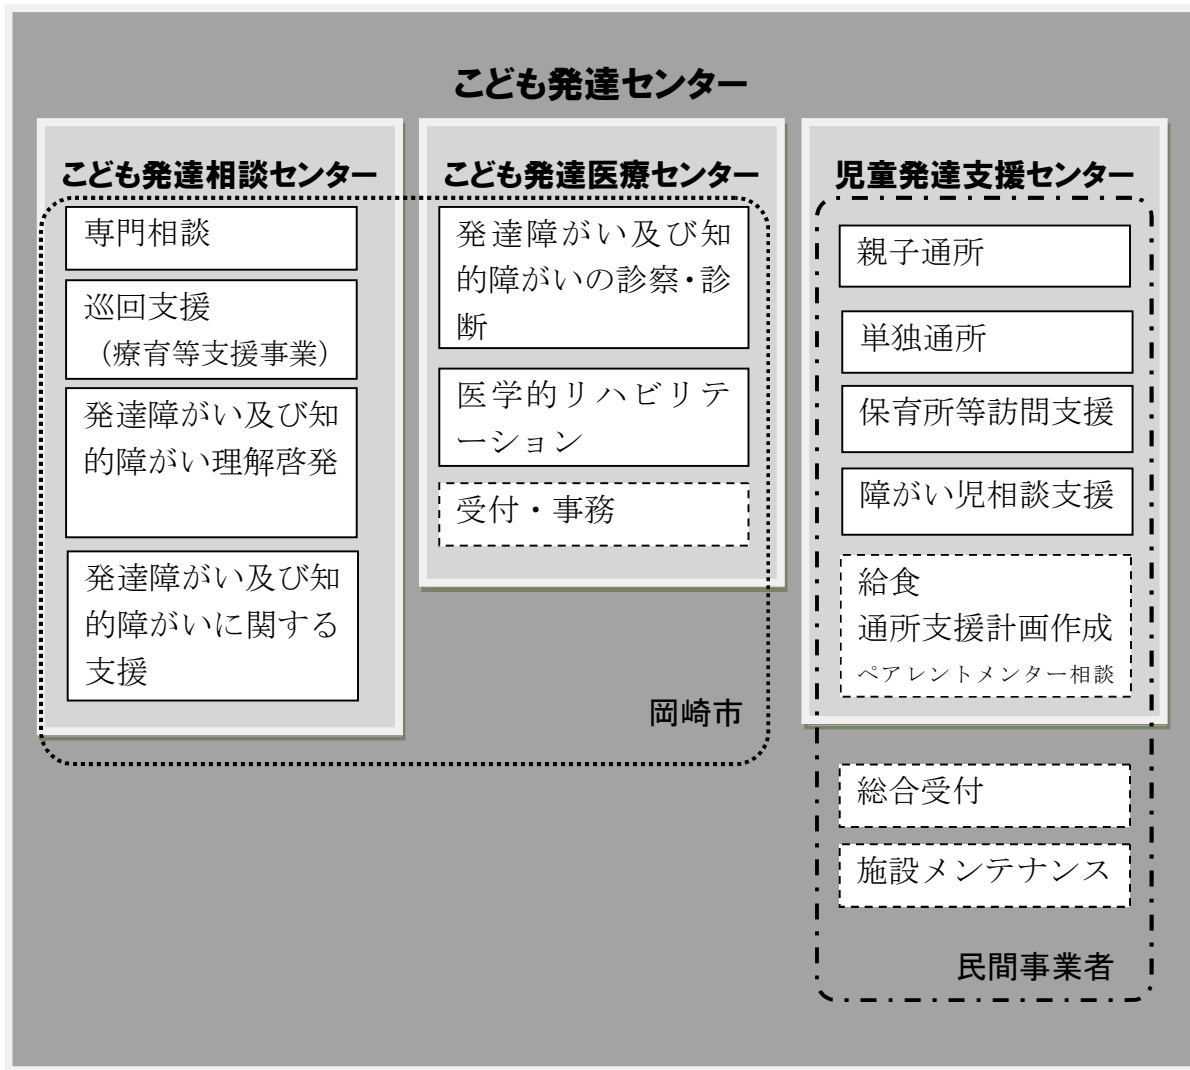 こども発達センター
こども発達相談センター
専門相談
巡回支援
（療育等支援事業）
発達障がい及び知
的障がい理解啓発
発達障がい及び知
的障がいに関する
支援
こども発達医療センター
発達障がい及び知
的障がいの診察・診
断
医学的リハビリテ
ーション
受付・事務
岡崎市
児童発達支援センター
親子通所
単独通所
保育所等訪問支援
障がい児相談支援
給食
通所支援計画作成
ペアレントメンター相談
総合受付
施設メンテナンス
民間事業者